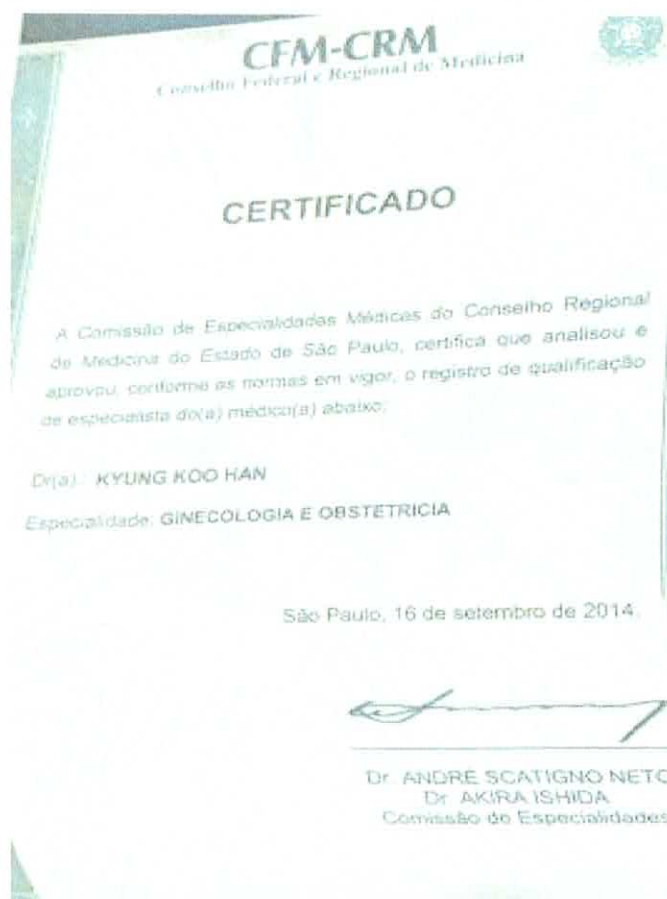 CFM-CRM
Conselho Federal e Regional de Medicina
CERTIFICADO
A Comissão de Especialidades Médicas do Conselho Regional
de Medicina do Estado de São Paulo, certifica que analisou e
aprovou, conforme as normas em vigor, o registro de qualificação
de especialista do(a) médico(a) abaixo:
Dr(a).: KYUNG KOO HAN
Especialidade: GINECOLOGIA E OBSTETRICIA
São Paulo, 16 de setembro de 2014.
Dr. ANDRÉ SCATIGNO NETO
Dr. AKIRA ISHIDA
Comissão de Especialidades